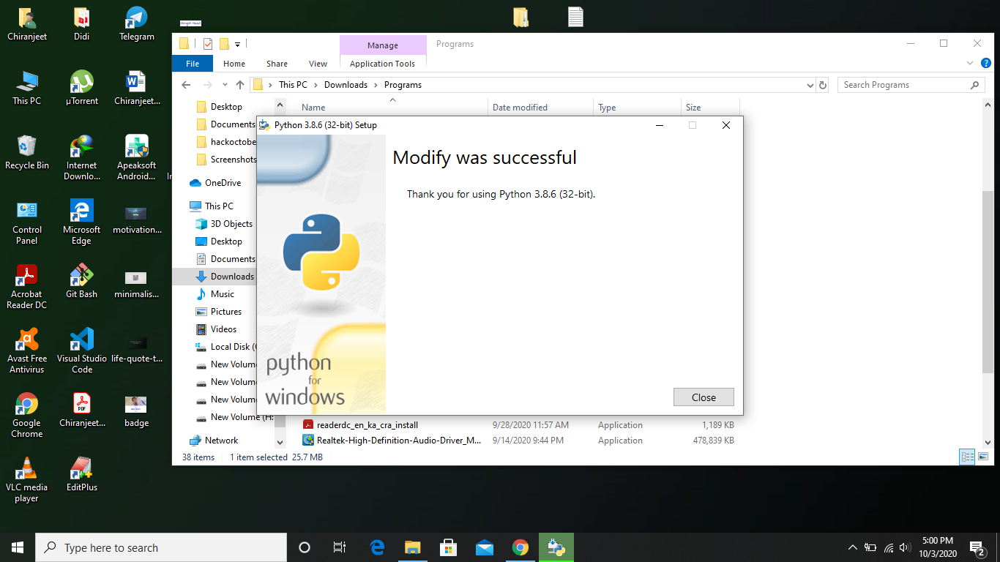 Chiranjeet
Didi
Telegram
This PC
µTorrent
Chiranjeet...
Recycle Bin
Internet
Downlo...
Apeaksoft
Android...
Control
Panel
Microsoft
Edge
motivation...
Acrobat
Reader DC
Git Bash
minimalis...
Avast Free
Antivirus
Visual Studio
Code
life-quote-t...
Google
Chrome
Chiranjeet...
badge
VLC media
player
EditPlus
Manage
Programs
File
Home
Share
View
Application Tools
This PC
Downloads
Programs
Search Programs
Name
Date modified
Type
Size
Desktop
Documents
hackoctobe
Screenshots
OneDrive
This PC
3D Objects
Desktop
Documents
Downloads
Music
Pictures
Videos
Local Disk (
New Volume
New Volume
New Volume
New Volume (H:
Network
Python 3.8.6 (32-bit) Setup
Modify was successful
Thank you for using Python 3.8.6 (32-bit).
python
for
windows
Close
readerdc_en_ka_cra_install 9/28/2020 11:57 AM Application 1,189 KB
Realtek-High-Definition-Audio-Driver_M... 9/14/2020 9:44 PM Application 478,839 KB
38 items
1 item selected 25.7 MB
Type here to search
5:00 PM
10/3/2020
2